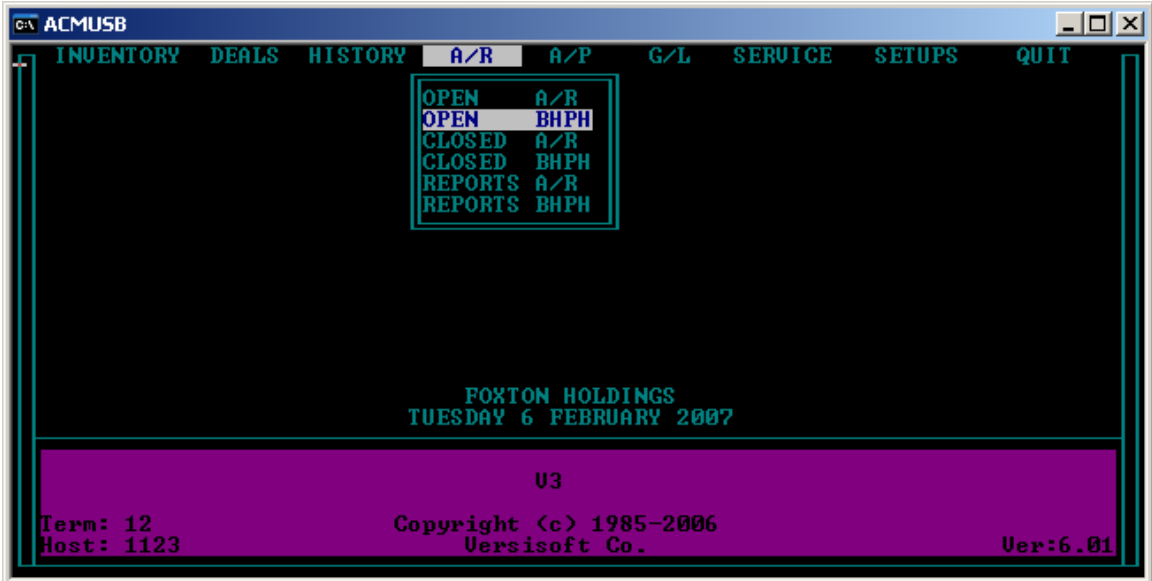 ACMUSB
INVENTORY DEALS HISTORY A/R A/P G/L SERVICE SETUPS QUIT
OPEN A/R
OPEN BHPH
CLOSED A/R
CLOSED BHPH
REPORTS A/R
REPORTS BHPH
FOXTON HOLDINGS
TUESDAY 6 FEBRUARY 2007
V3
Term: 12 Copyright (c) 1985-2006
Host: 1123 Versisoft Co. Ver:6.01